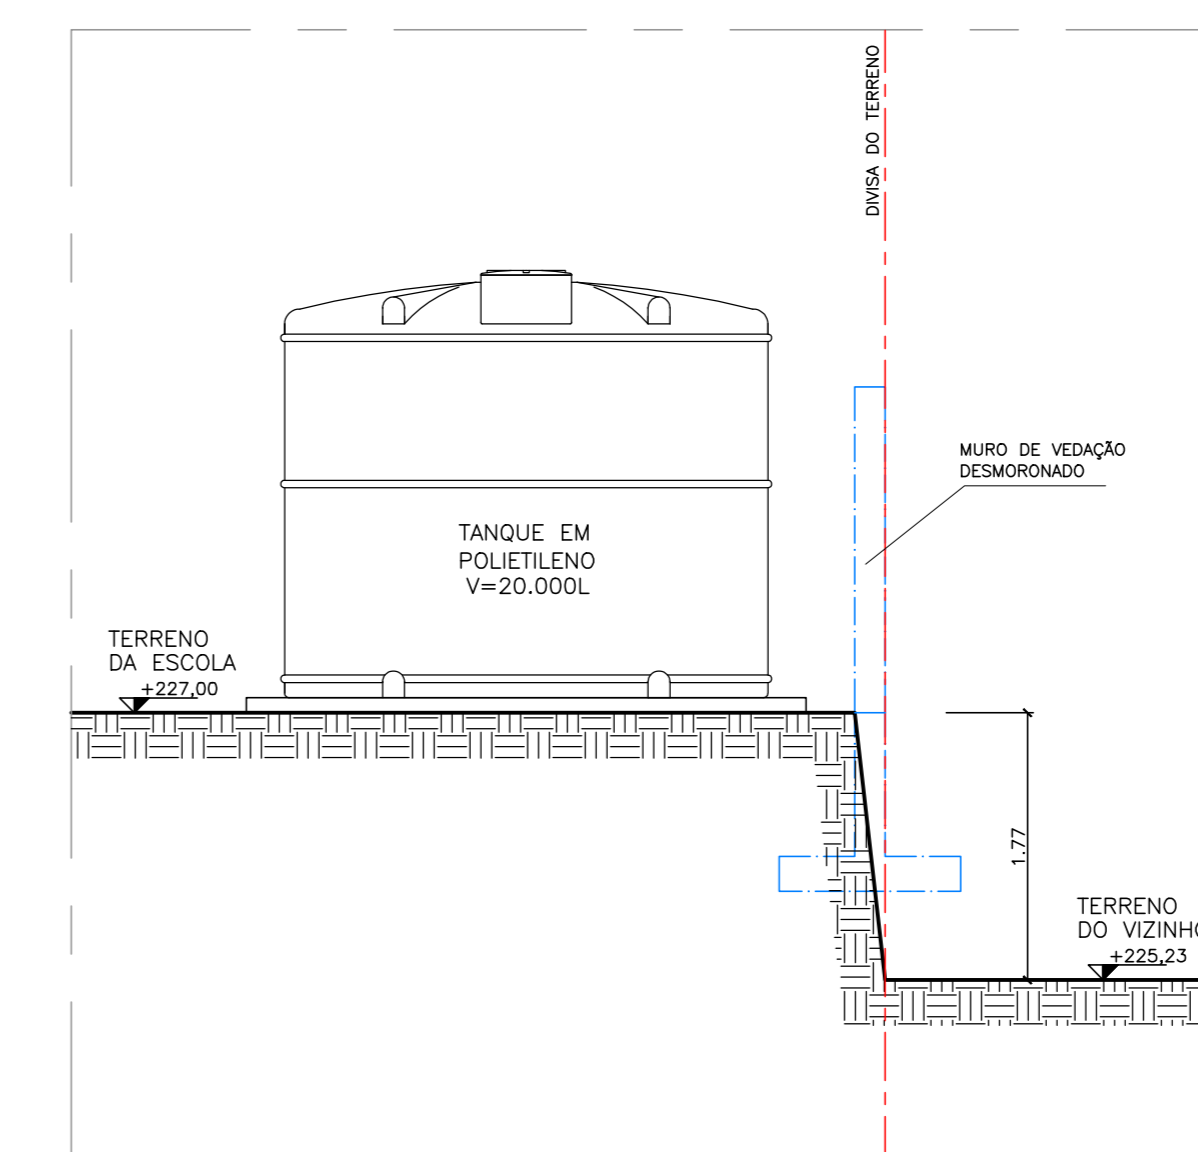 DIVISA DO TERRENO
MURO DE VEDAÇÃO
DESMORONADO
TANQUE EM
POLIETILENO
V=20.000L
TERRENO
DA ESCOLA
+227,00
1.77
TERRENO
DO VIZINHO
+225,23